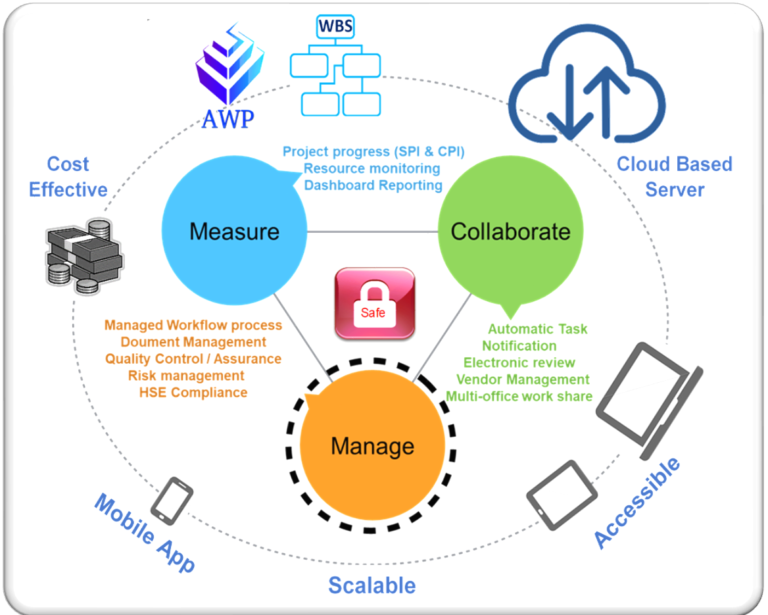 WBS
AWP
Project progress (SPI & CPI)
Resource monitoring
Dashboard Reporting
Cost
Effective
Cloud Based
Server
Measure
Collaborate
Safe
Managed Workflow process
Doument Management
Quality Control / Assurance
Risk management
HSE Compliance
Automatic Task
Notification
Electronic review
Vendor Management
Multi-office work share
Manage
Mobile App
Accessible
Scalable